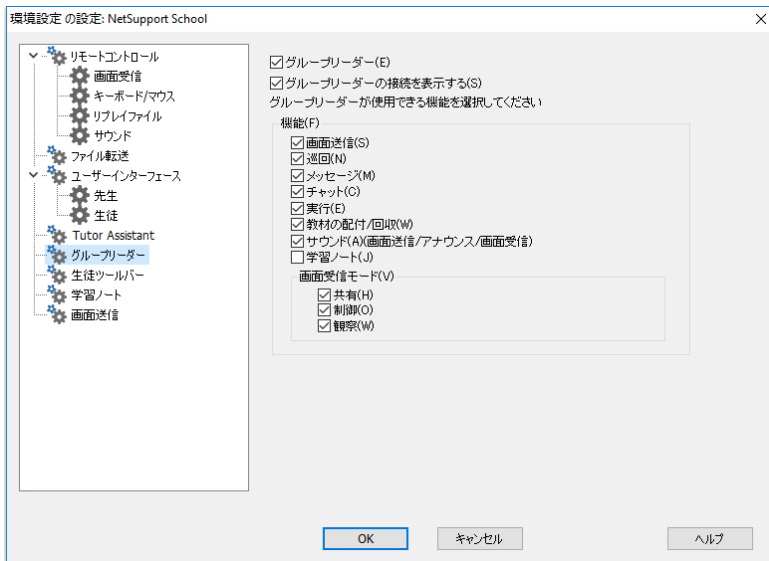 環境設定 の設定: NetSupport School
リモートコントロール
画面受信
キーボード/マウス
リプレイファイル
サウンド
ファイル転送
ユーザーインターフェース
先生
生徒
Tutor Assistant
グループリーダー
生徒ツールバー
学習ノート
画面送信
グループリーダー(E)
グループリーダーの接続を表示する(S)
グループリーダーが使用できる機能を選択してください
機能(F)
画面送信(S)
巡回(N)
メッセージ(M)
チャット(C)
実行(E)
教材の配付/回収(W)
サウンド(A)(画面送信/アナウンス/画面受信)
学習ノート(J)
画面受信モード(V)
共有(H)
制御(O)
観察(W)
OK
キャンセル
ヘルプ